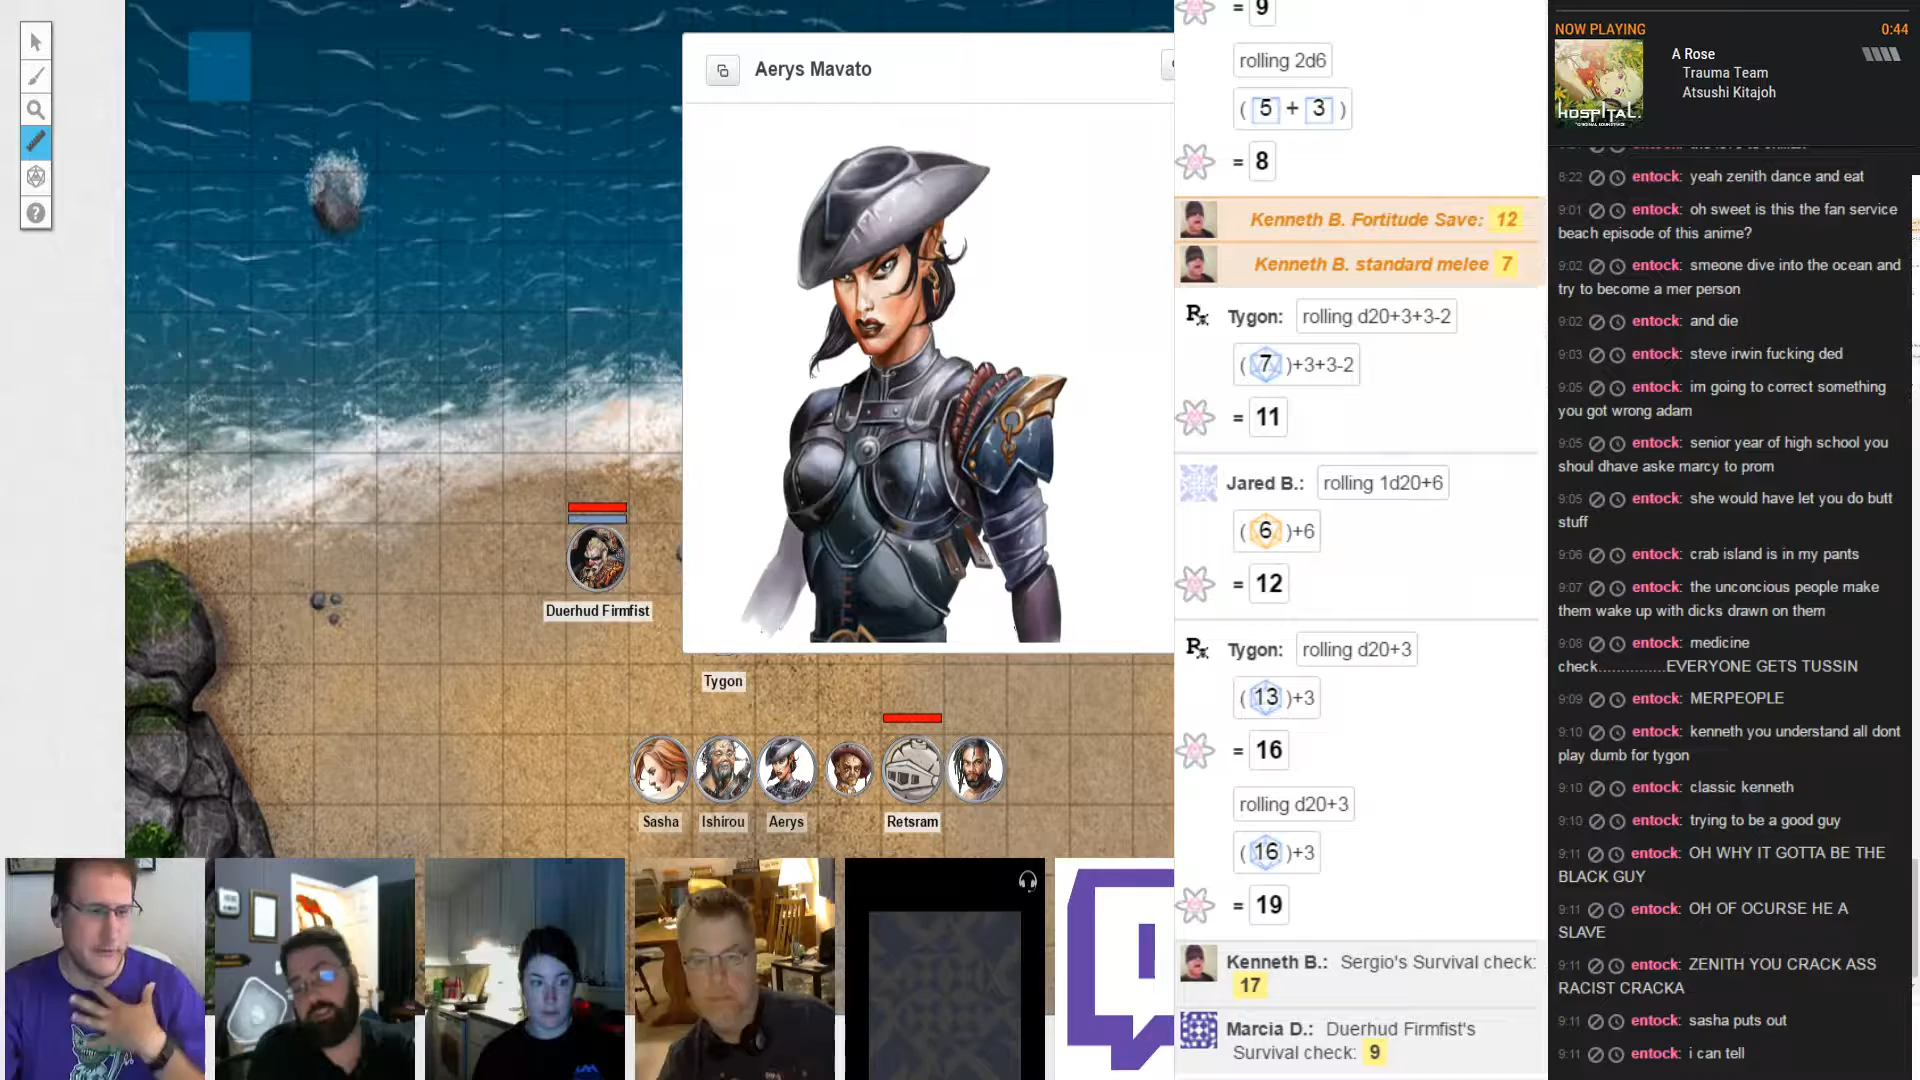 Aerys Mavato
Duerhud Firmfist
Tygon
Sasha
Ishirou
Aerys
Retsram
= 9
rolling 2d6
( 5 + 3 )
= 8
Kenneth B. Fortitude Save: 12
Kenneth B. standard melee 7
Tygon: rolling d20+3+3-2
( 7 )+3+3-2
= 11
Jared B.: rolling 1d20+6
( 6 )+6
= 12
Tygon: rolling d20+3
( 13 )+3
= 16
rolling d20+3
( 16 )+3
= 19
Kenneth B.: Sergio's Survival check:
17
Marcia D.: Duerhud Firmfist's
Survival check: 9
NOW PLAYING 0:44
A Rose
Trauma Team
Atsushi Kitajoh
HOSPITAL.
8:22 entock: yeah zenith dance and eat
9:01 entock: oh sweet is this the fan service
beach episode of this anime?
9:02 entock: smeone dive into the ocean and
try to become a mer person
9:02 entock: and die
9:03 entock: steve irwin fucking ded
9:05 entock: im going to correct something
you got wrong adam
9:05 entock: senior year of high school you
shoul dhave aske marcy to prom
9:05 entock: she would have let you do butt
stuff
9:06 entock: crab island is in my pants
9:07 entock: the unconcious people make
them wake up with dicks drawn on them
9:08 entock: medicine
check...............EVERYONE GETS TUSSIN
9:09 entock: MERPEOPLE
9:10 entock: kenneth you understand all dont
play dumb for tygon
9:10 entock: classic kenneth
9:10 entock: trying to be a good guy
9:11 entock: OH WHY IT GOTTA BE THE
BLACK GUY
9:11 entock: OH OF OCURSE HE A
SLAVE
9:11 entock: ZENITH YOU CRACK ASS
RACIST CRACKA
9:11 entock: sasha puts out
9:11 entock: i can tell